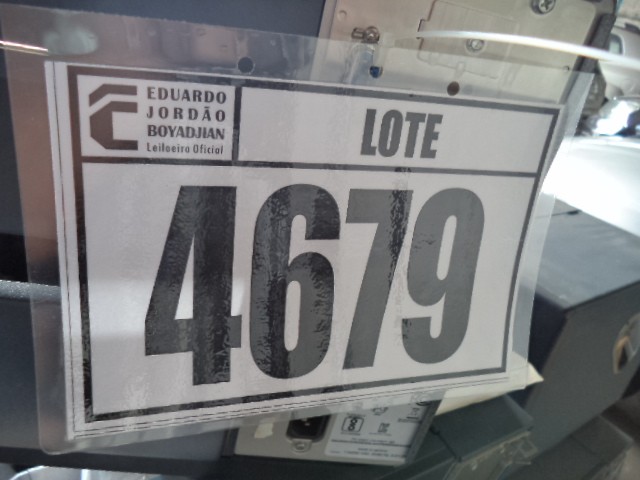 EDUARDO
JORDÃO
BOYADJIAN
Leiloeiro Oficial
LOTE
4679